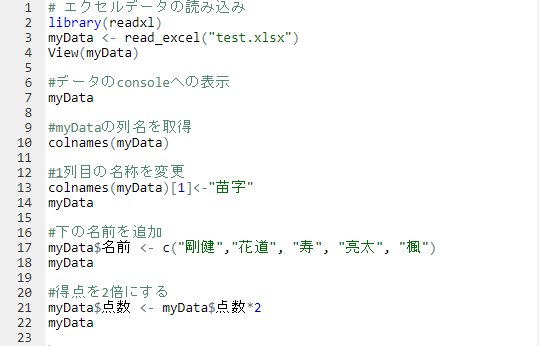 1 # エクセルデータの読み込み
2 library(readxl)
3 myData <- read_excel("test.xlsx")
4 View(myData)
5
6 #データのconsoleへの表示
7 myData
8
9 #myDataの列名を取得
10 colnames(myData)
11
12 #1列目の名称を変更
13 colnames(myData)[1]<-"苗字"
14 myData
15
16 #下の名前を追加
17 myData$名前 <- c("剛健","花道", "寿", "亮太", "楓")
18 myData
19
20 #得点を2倍にする
21 myData$点数 <- myData$点数*2
22 myData
23